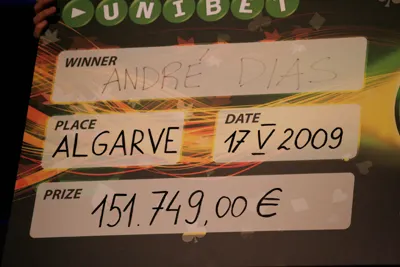 UNIBET
WINNER
ANDRÉ DIAS
PLACE
ALGARVE
DATE
17 V 2009
PRIZE
151.749,00 €